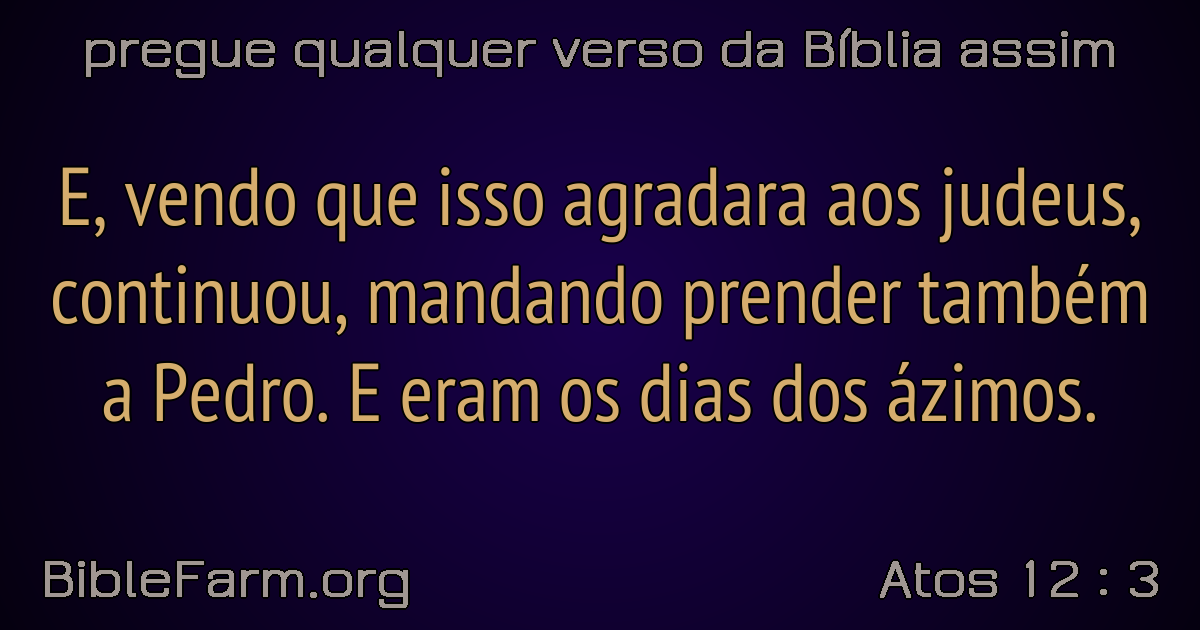 pregue qualquer verso da Bíblia assim
E, vendo que isso agradara aos judeus,
continuou, mandando prender também
a Pedro. E eram os dias dos ázimos.
BibleFarm.org
Atos 12 : 3